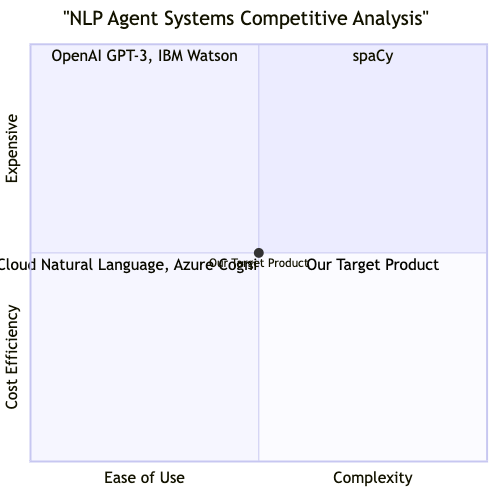 "NLP Agent Systems Competitive Analysis"
OpenAI GPT-3, IBM Watson
spaCy
Expensive
Cloud Natural Language, Azure
Our Target Product
Our Target Product
Cost Efficiency
Ease of Use
Complexity